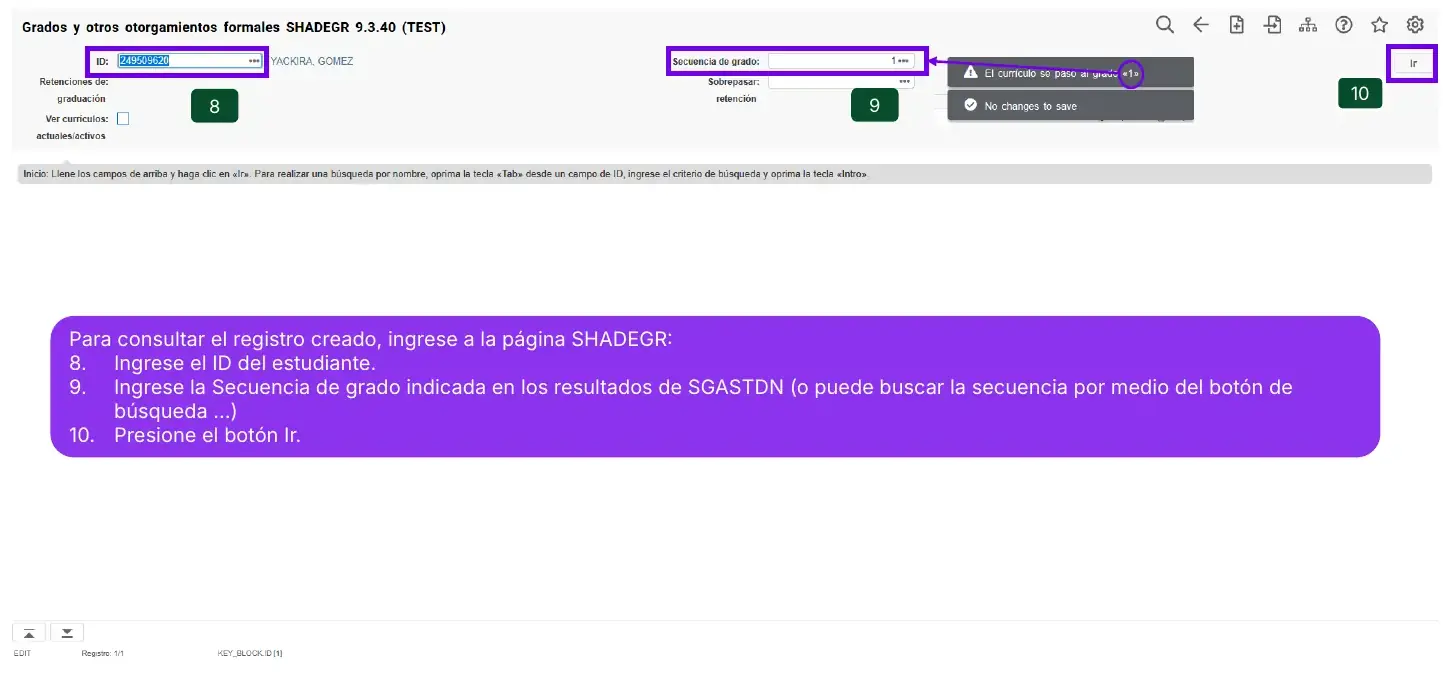 Grados y otros otorgamientos formales SHADEGR 9.3.40 (TEST)
ID: 249509620 ••• YACKIRA, GOMEZ
Secuencia de grado: 1 •••
Ir
El currículo se pasó al grado «1»
Retenciones de:
graduación
Sobrepasar: •••
retención
8
9
10
No changes to save
Ver currículos:
actuales/activos
Inicio: Llene los campos de arriba y haga clic en «Ir». Para realizar una búsqueda por nombre, oprima la tecla «Tab» desde un campo de ID, ingrese el criterio de búsqueda y oprima la tecla «Intro».
Para consultar el registro creado, ingrese a la página SHADEGR:
8. Ingrese el ID del estudiante.
9. Ingrese la Secuencia de grado indicada en los resultados de SGASTDN (o puede buscar la secuencia por medio del botón de
búsqueda ...)
10. Presione el botón Ir.
EDIT Registro: 1/1 KEY_BLOCK.ID [1]